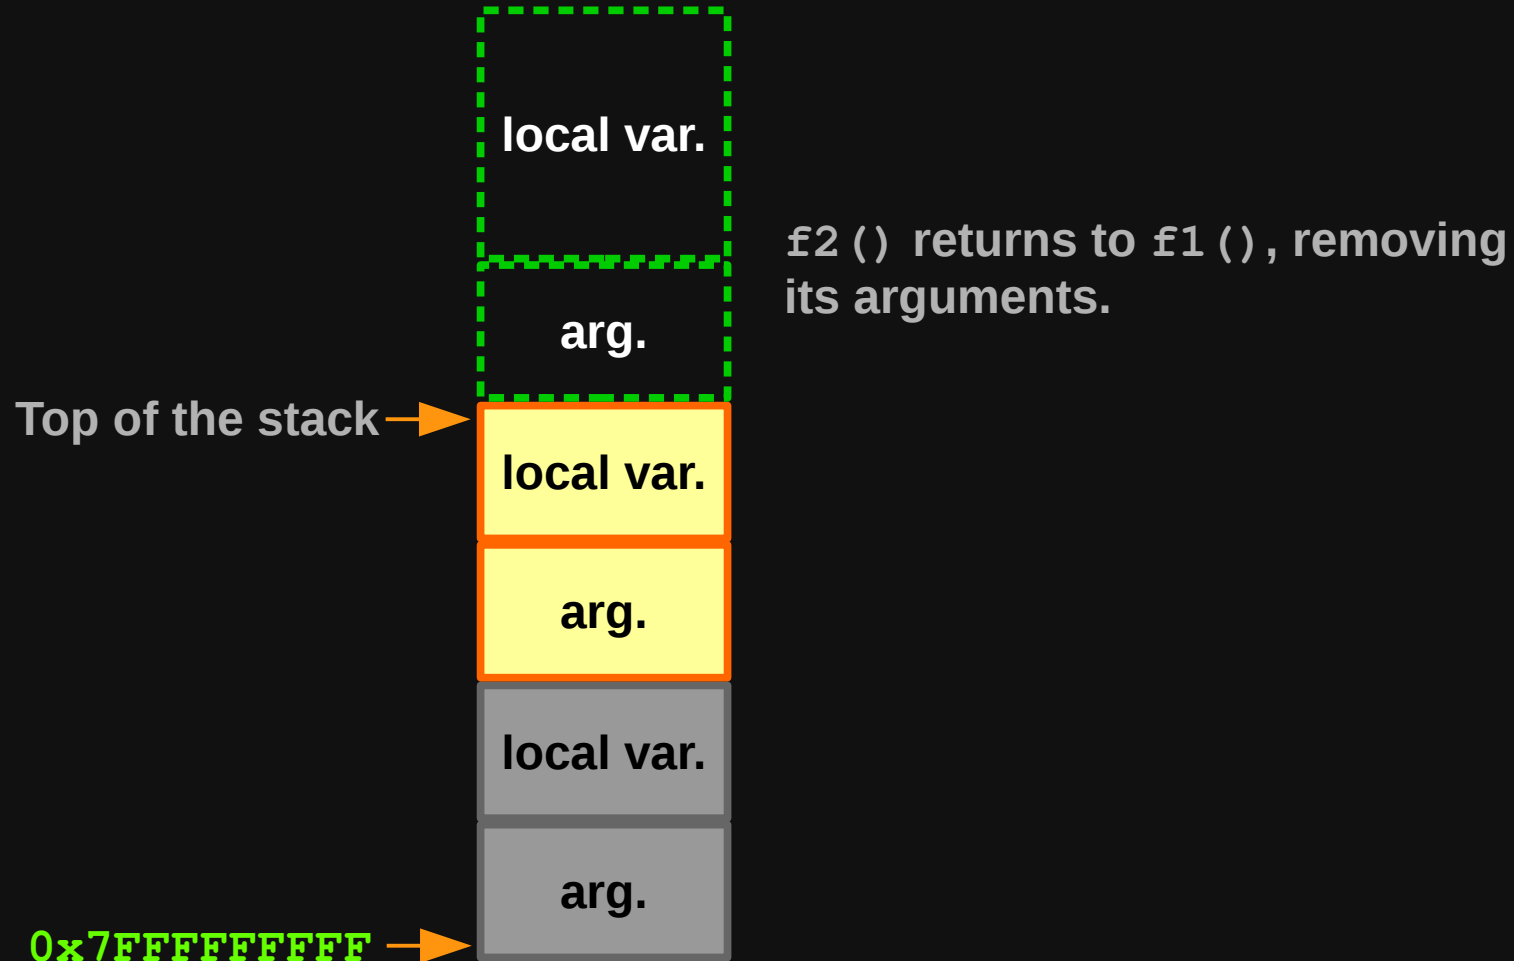 local var.
f2() returns to f1(), removing
its arguments.
arg.
Top of the stack
local var.
arg.
local var.
arg.
0x7FFFFFFFFF